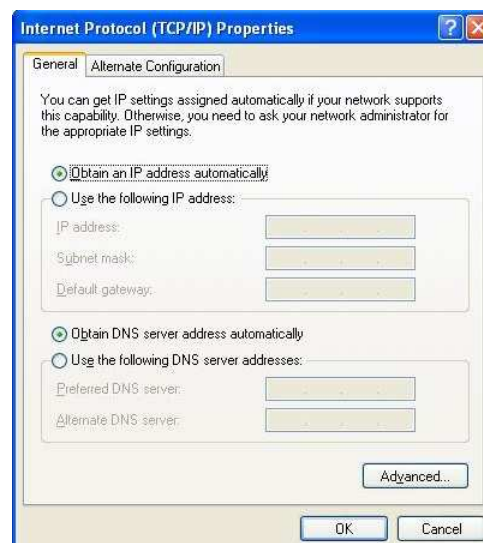 Internet Protocol (TCP/IP) Properties
General
Alternate Configuration
You can get IP settings assigned automatically if your network supports
this capability. Otherwise, you need to ask your network administrator for
the appropriate IP settings.
Obtain an IP address automatically
Use the following IP address:
IP address:
Subnet mask:
Default gateway:
Obtain DNS server address automatically
Use the following DNS server addresses:
Preferred DNS server:
Alternate DNS server:
Advanced...
OK
Cancel